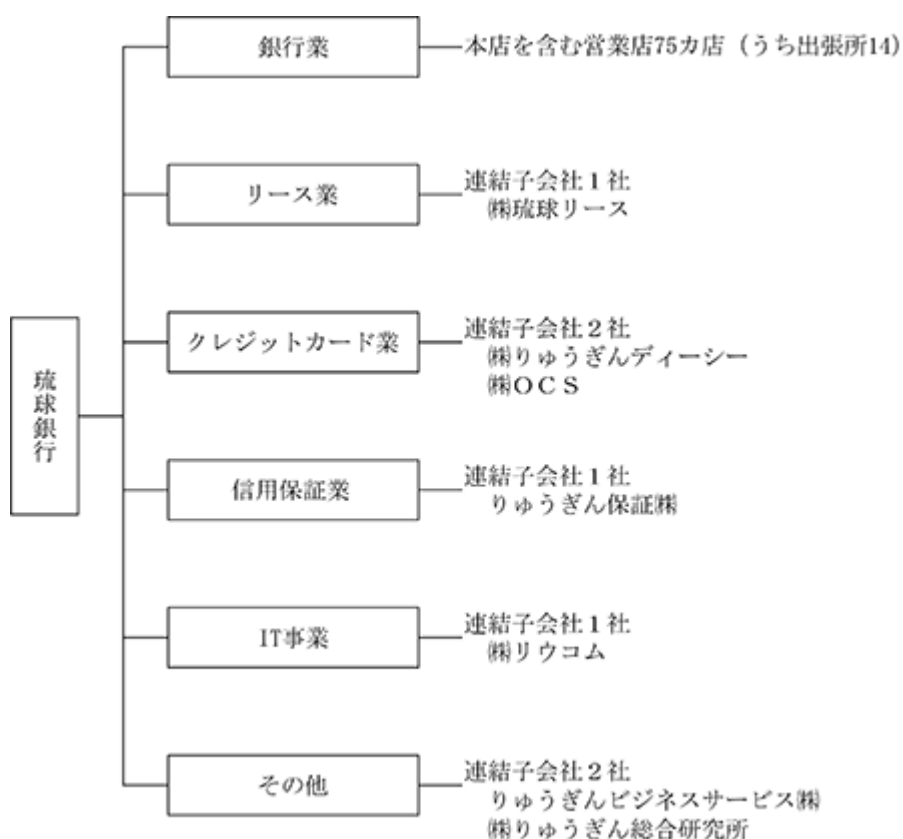 琉球銀行
銀行業
本店を含む営業店75カ店（うち出張所14）
リース業
連結子会社１社
㈱琉球リース
クレジットカード業
連結子会社２社
㈱りゅうぎんディーシー
㈱ＯＣＳ
信用保証業
連結子会社１社
りゅうぎん保証㈱
IT事業
連結子会社１社
㈱リウコム
その他
連結子会社２社
りゅうぎんビジネスサービス㈱
㈱りゅうぎん総合研究所